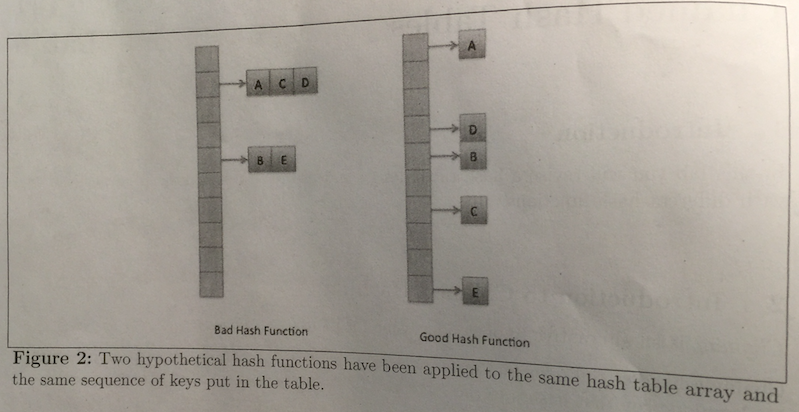 A
A C D
D
B E
B
C
E
Bad Hash Function
Good Hash Function
Figure 2: Two hypothetical hash functions have been applied to the same hash table array and
the same sequence of keys put in the table.